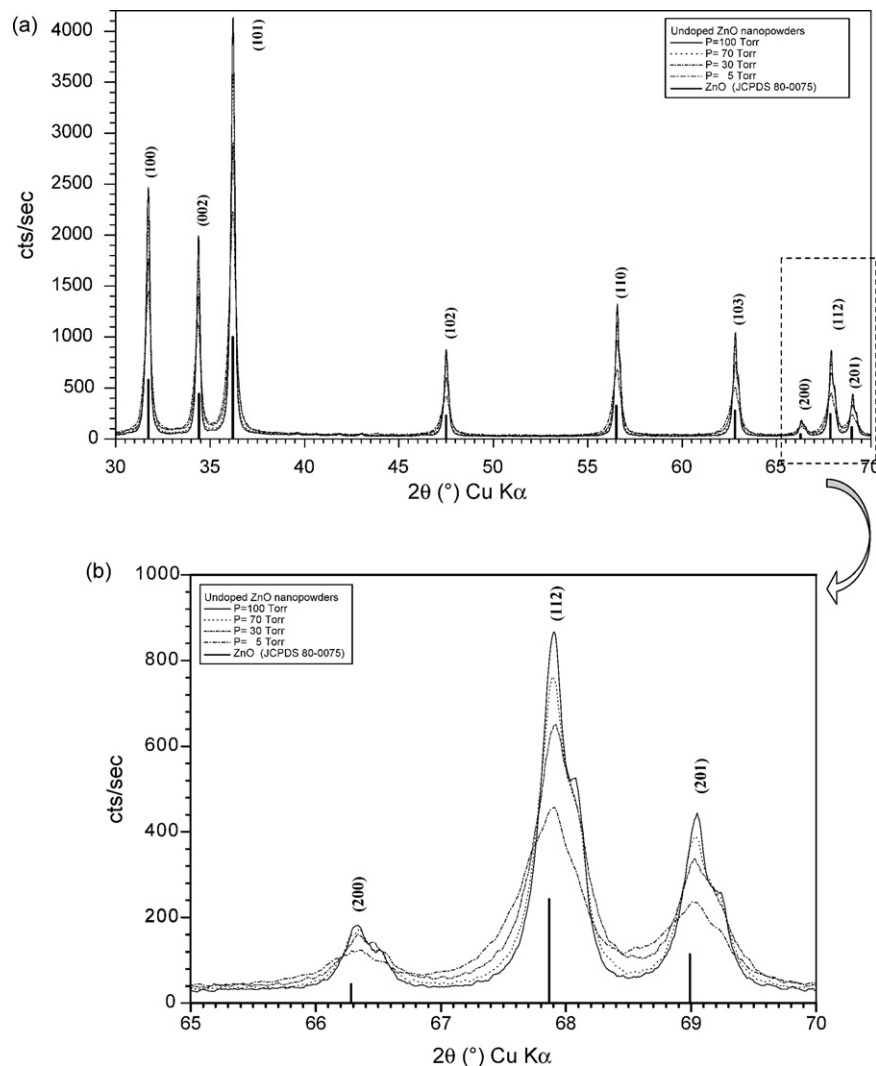 (a)
4200
4000
3500
3000
2500
2000
1500
1000
500
0
cts/sec
(100)
(002)
(101)
(102)
(110)
(103)
(200)
(112)
(201)
Undoped ZnO nanopowders
P=100 Torr
P= 70 Torr
P= 30 Torr
P= 5 Torr
ZnO (JCPDS 80-0075)
30 35 40 45 50 55 60 65 70
2θ (°) Cu Kα
(b)
1000
800
600
400
200
0
cts/sec
Undoped ZnO nanopowders
P=100 Torr
P= 70 Torr
P= 30 Torr
P= 5 Torr
ZnO (JCPDS 80-0075)
(200)
(112)
(201)
65 66 67 68 69 70
2θ (°) Cu Kα